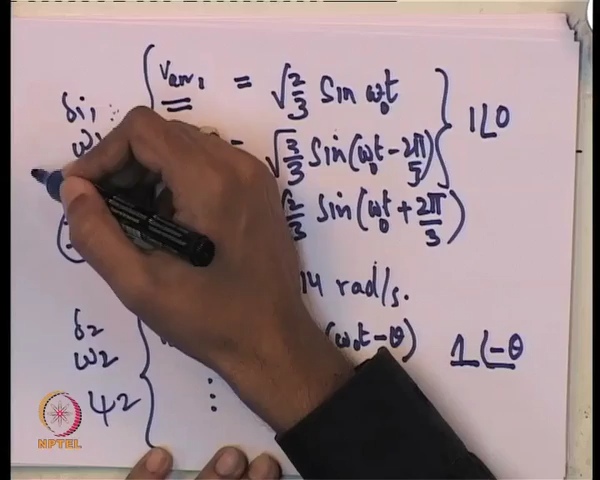 Van1 = √2/3 Sin ω₀t } 1∟0
δ1
ω1 = √3/3 Sin(ω₀t - 2π/3)
√2/3 Sin (ω₀t + 2π/3)
14 rad/s.
δ2 (ω₀t - θ) 1∟-θ
ω2
Ψ2
NPTEL